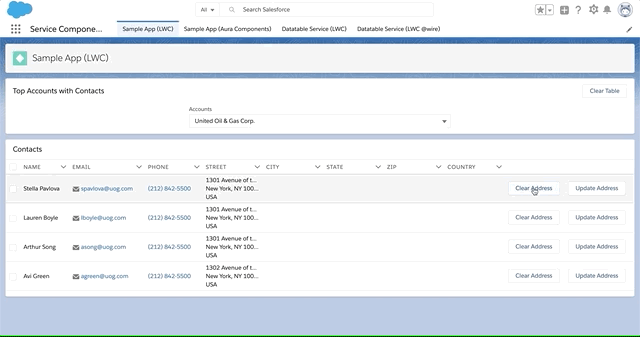 All
Search Salesforce
Service Compone...
Sample App (LWC)
Sample App (Aura Components)
Datatable Service (LWC)
Datatable Service (LWC @wire)
Sample App (LWC)
Top Accounts with Contacts
Clear Table
Accounts
United Oil & Gas Corp.
Contacts
NAME EMAIL PHONE STREET CITY STATE ZIP COUNTRY
Stella Pavlova spavlova@uog.com (212) 842-5500 1301 Avenue of t...
New York, NY 100...
USA
Clear Address Update Address
Lauren Boyle lboyle@uog.com (212) 842-5500 1301 Avenue of t...
New York, NY 100...
USA
Clear Address Update Address
Arthur Song asong@uog.com (212) 842-5500 1301 Avenue of t...
New York, NY 100...
USA
Clear Address Update Address
Avi Green agreen@uog.com (212) 842-5500 1302 Avenue of t...
New York, NY 100...
USA
Clear Address Update Address